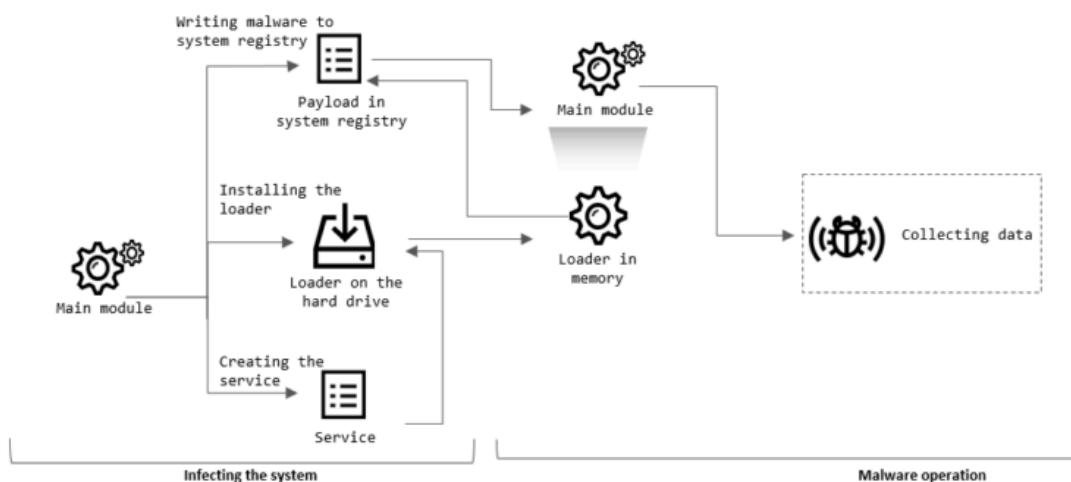 Writing malware to
system registry
Payload in
system registry
Main module
Installing the
loader
Loader on the
hard drive
Loader in
memory
Collecting data
Main module
Creating the
service
Service
Infecting the system
Malware operation